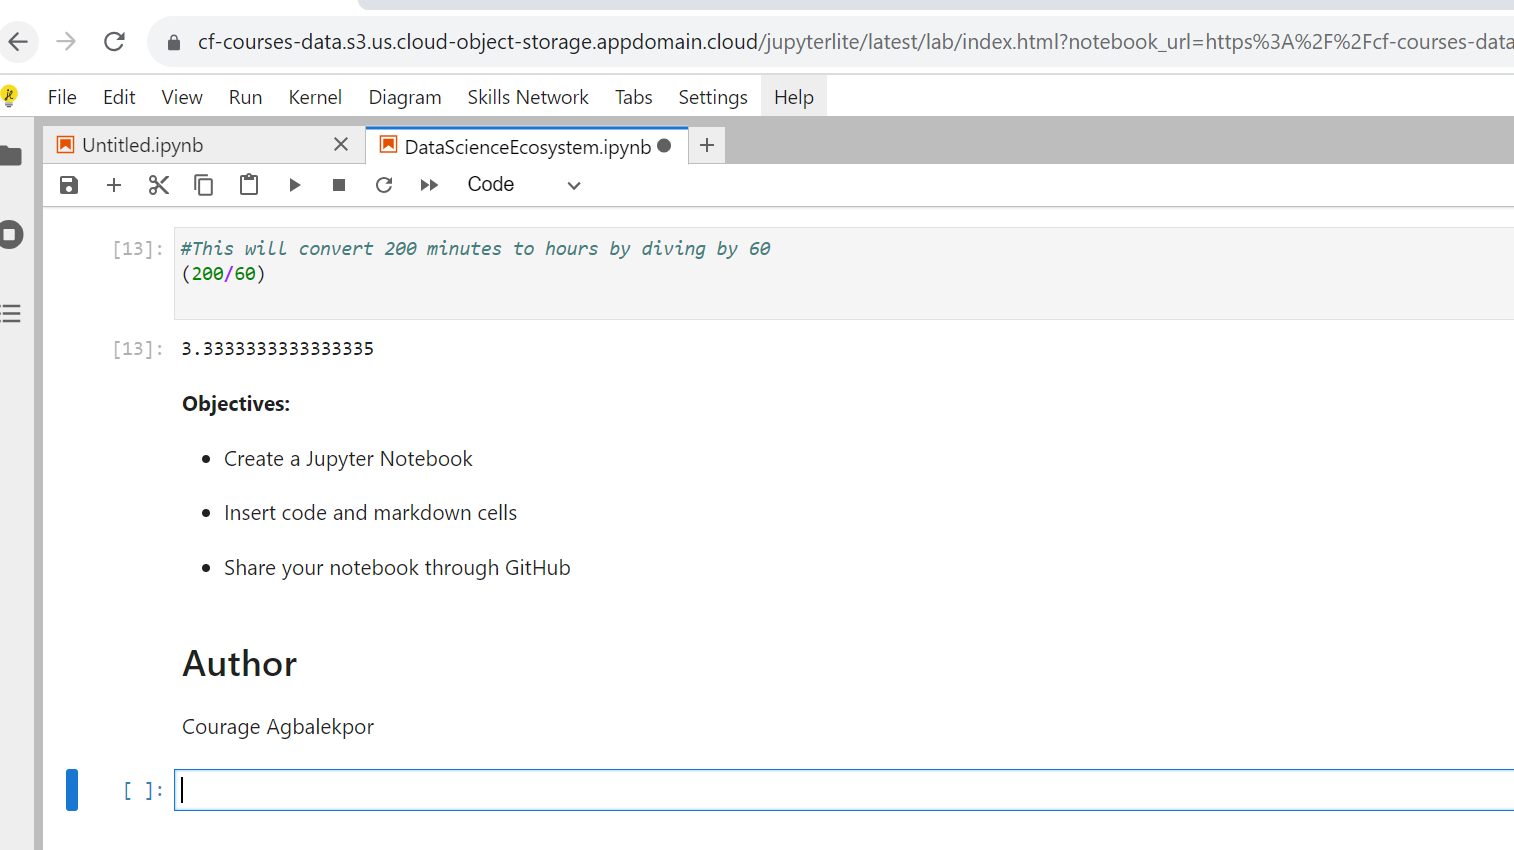 cf-courses-data.s3.us.cloud-object-storage.appdomain.cloud/jupyterlite/latest/lab/index.html?notebook_url=https%3A%2F%2Fcf-courses-data
File Edit View Run Kernel Diagram Skills Network Tabs Settings Help
Untitled.ipynb DataScienceEcosystem.ipynb
Code
[13]: #This will convert 200 minutes to hours by diving by 60
(200/60)
[13]: 3.3333333333333335
Objectives:
• Create a Jupyter Notebook
• Insert code and markdown cells
• Share your notebook through GitHub
Author
Courage Agbalekpor
[ ]: